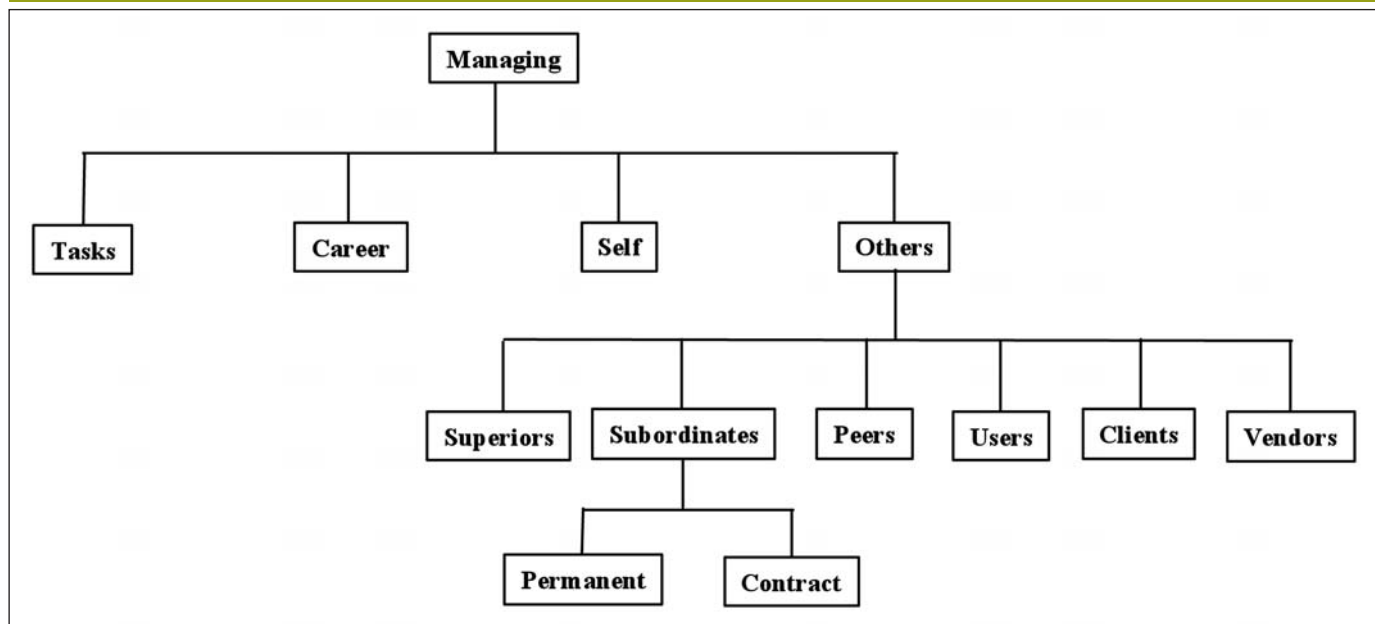 Managing
Tasks
Career
Self
Others
Superiors
Subordinates
Peers
Users
Clients
Vendors
Permanent
Contract